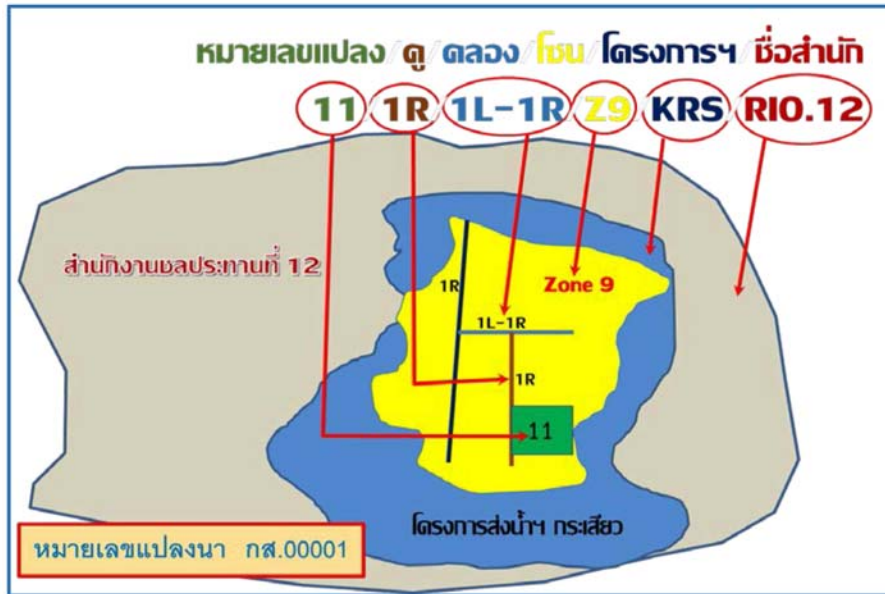 หมายเลขแปลง/คู/คลอง/โซน/โครงการฯ/ชื่อสำนัก
11/1R/1L-1R/Z9/KRS/RIO.12
สำนักงานชลประทานที่ 12
1R
Zone 9
1L-1R
1R
11
โครงการส่งน้ำฯ กระเสียว
หมายเลขแปลงนา กส.00001